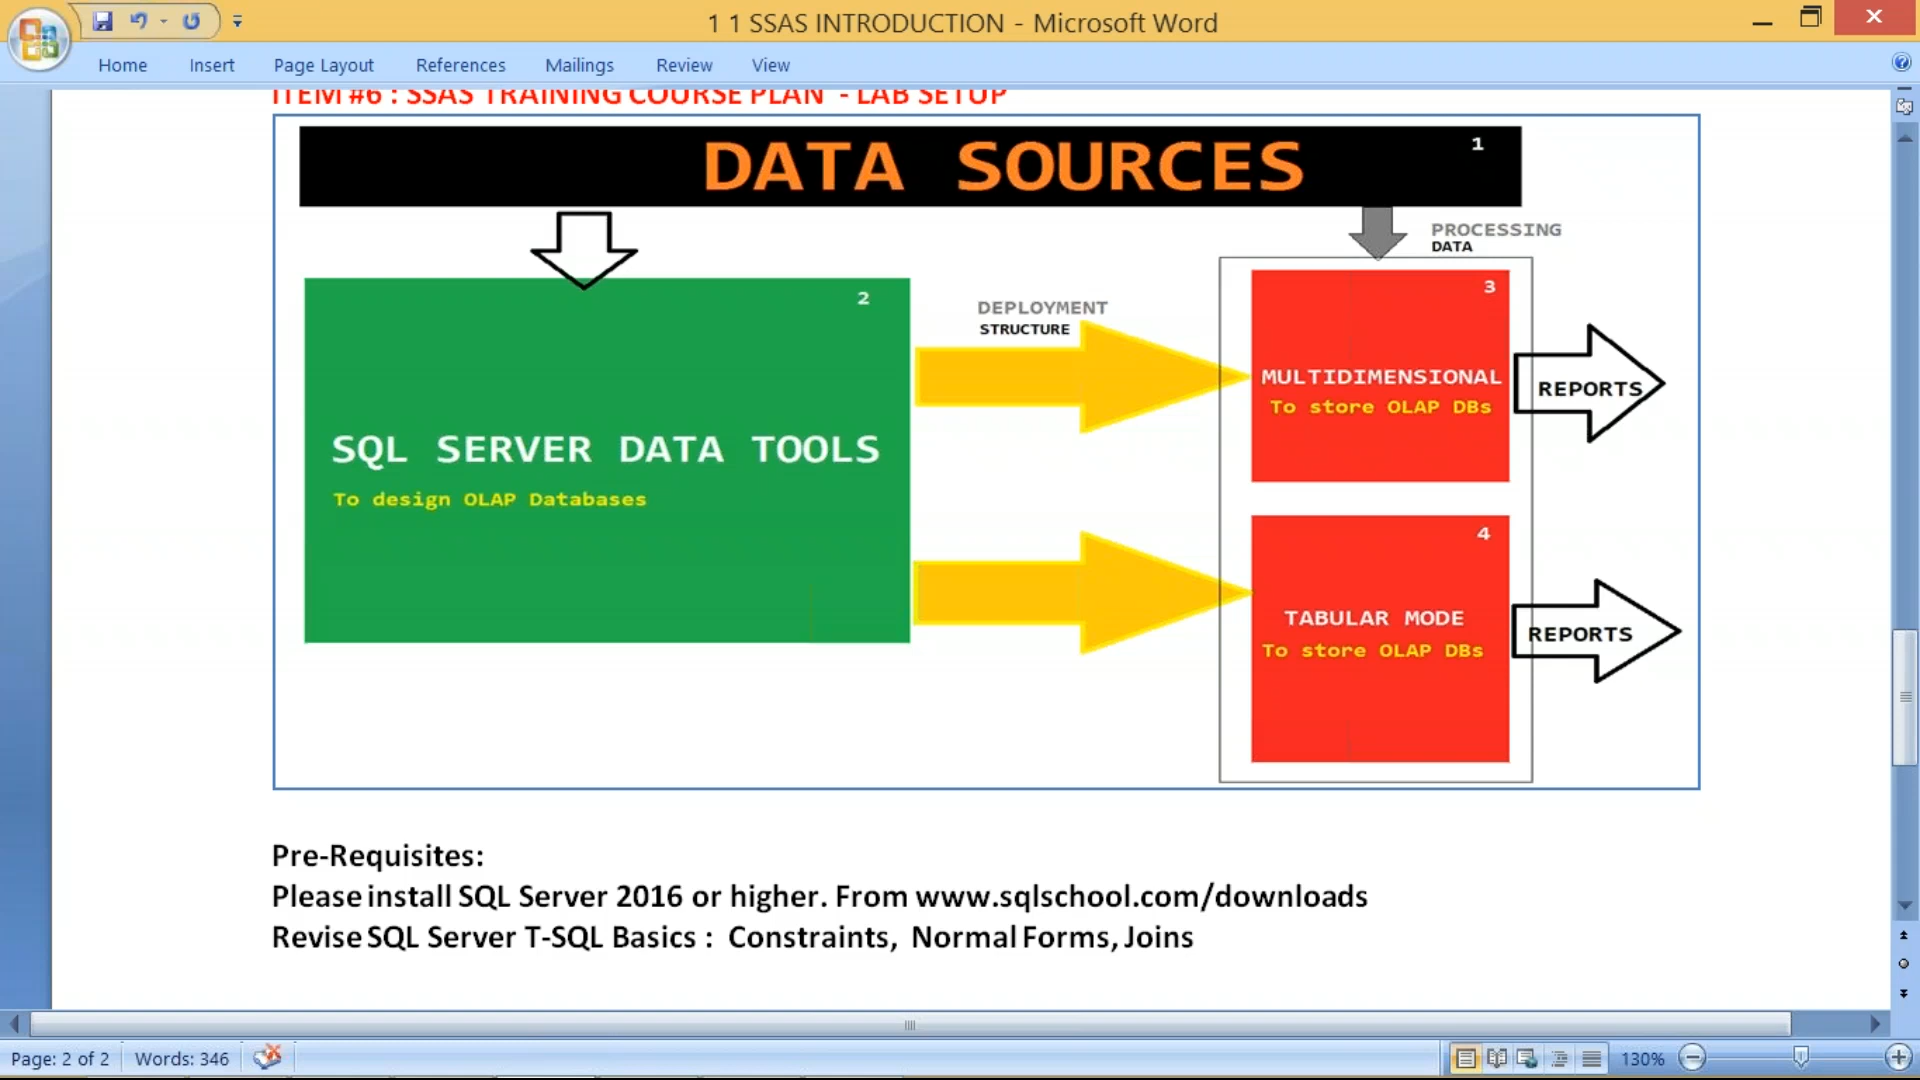 1 1 SSAS INTRODUCTION - Microsoft Word
Home Insert Page Layout References Mailings Review View
ITEM #6 : SSAS TRAINING COURSE PLAN - LAB SETUP
DATA SOURCES
1
PROCESSING
DATA
2
SQL SERVER DATA TOOLS
To design OLAP Databases
DEPLOYMENT
STRUCTURE
3
MULTIDIMENSIONAL
To store OLAP DBs
REPORTS
4
TABULAR MODE
To store OLAP DBs
REPORTS
Pre-Requisites:
Please install SQL Server 2016 or higher. From www.sqlschool.com/downloads
Revise SQL Server T-SQL Basics : Constraints, Normal Forms, Joins
Page: 2 of 2 Words: 346 130%